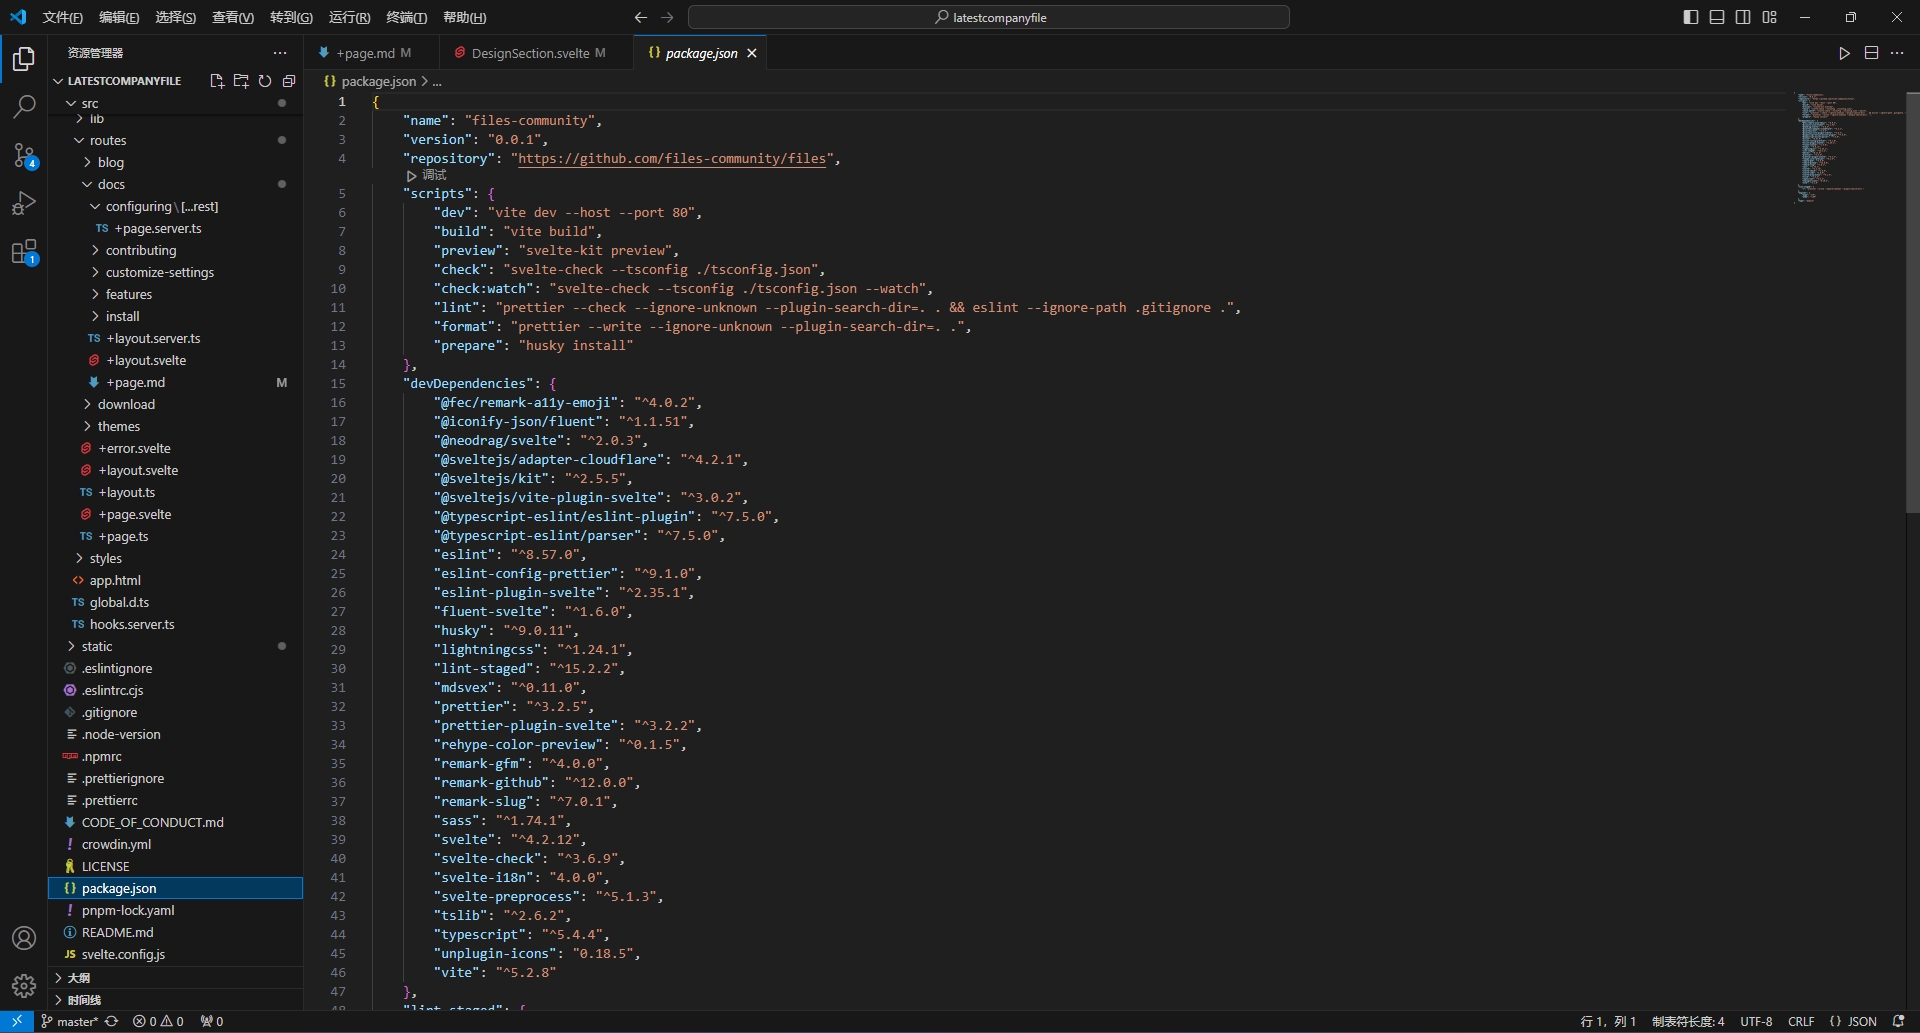 文件(F) 编辑(E) 选择(S) 查看(V) 转到(G) 运行(R) 终端(T) 帮助(H)
latestcompanyfile
资源管理器
+page.md M
DesignSection.svelte M
package.json
LATESTCOMPANYFILE
package.json > ...
src
lib
routes
blog
docs
configuring\[...rest]
TS +page.server.ts
contributing
customize-settings
features
install
TS +layout.server.ts
+layout.svelte
+page.md M
download
themes
+error.svelte
+layout.svelte
TS +layout.ts
+page.svelte
TS +page.ts
styles
app.html
TS global.d.ts
TS hooks.server.ts
static
.eslintignore
.eslintrc.cjs
.gitignore
.node-version
.npmrc
.prettierignore
.prettierrc
CODE_OF_CONDUCT.md
crowdin.yml
LICENSE
package.json
pnpm-lock.yaml
README.md
JS svelte.config.js
大纲
时间线
4
1
1 {
2 "name": "files-community",
3 "version": "0.0.1",
4 "repository": "https://github.com/files-community/files",
调试
5 "scripts": {
6 "dev": "vite dev --host --port 80",
7 "build": "vite build",
8 "preview": "svelte-kit preview",
9 "check": "svelte-check --tsconfig ./tsconfig.json",
10 "check:watch": "svelte-check --tsconfig ./tsconfig.json --watch",
11 "lint": "prettier --check --ignore-unknown --plugin-search-dir=. . && eslint --ignore-path .gitignore .",
12 "format": "prettier --write --ignore-unknown --plugin-search-dir=. .",
13 "prepare": "husky install"
14 },
15 "devDependencies": {
16 "@fec/remark-a11y-emoji": "^4.0.2",
17 "@iconify-json/fluent": "^1.1.51",
18 "@neodrag/svelte": "^2.0.3",
19 "@sveltejs/adapter-cloudflare": "^4.2.1",
20 "@sveltejs/kit": "^2.5.5",
21 "@sveltejs/vite-plugin-svelte": "^3.0.2",
22 "@typescript-eslint/eslint-plugin": "^7.5.0",
23 "@typescript-eslint/parser": "^7.5.0",
24 "eslint": "^8.57.0",
25 "eslint-config-prettier": "^9.1.0",
26 "eslint-plugin-svelte": "^2.35.1",
27 "fluent-svelte": "^1.6.0",
28 "husky": "^9.0.11",
29 "lightningcss": "^1.24.1",
30 "lint-staged": "^15.2.2",
31 "mdsvex": "^0.11.0",
32 "prettier": "^3.2.5",
33 "prettier-plugin-svelte": "^3.2.2",
34 "rehype-color-preview": "^0.1.5",
35 "remark-gfm": "^4.0.0",
36 "remark-github": "^12.0.0",
37 "remark-slug": "^7.0.1",
38 "sass": "^1.74.1",
39 "svelte": "^4.2.12",
40 "svelte-check": "^3.6.9",
41 "svelte-i18n": "4.0.0",
42 "svelte-preprocess": "^5.1.3",
43 "tslib": "^2.6.2",
44 "typescript": "^5.4.4",
45 "unplugin-icons": "0.18.5",
46 "vite": "^5.2.8"
47 },
48 "lint-staged": {
master* 0 0 0
行 1，列 1 制表符长度: 4 UTF-8 CRLF {} JSON